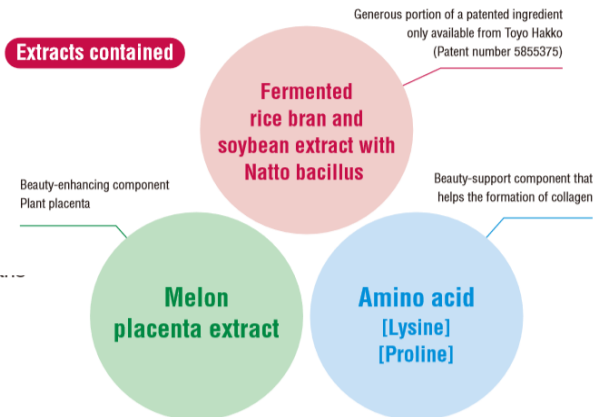 Generous portion of a patented ingredient
only available from Toyo Hakko
(Patent number 5855375)
Extracts contained
Fermented
rice bran and
soybean extract with
Natto bacillus
Beauty-enhancing component
Plant placenta
Beauty-support component that
helps the formation of collagen
Melon
placenta extract
Amino acid
[Lysine]
[Proline]